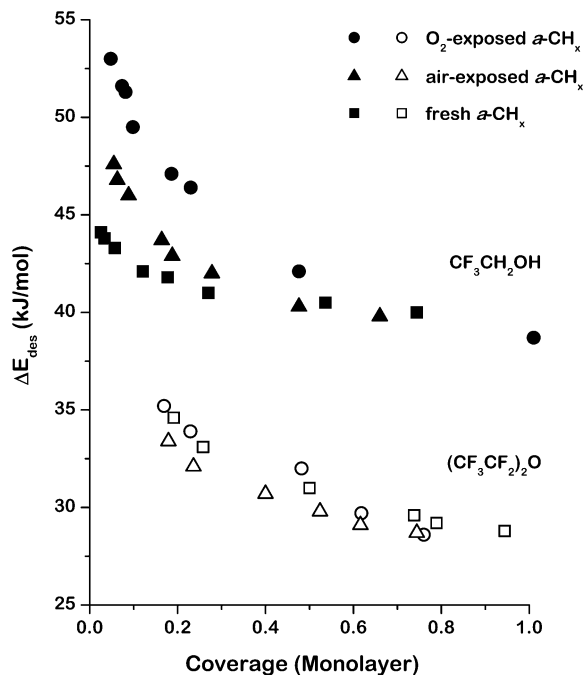 55
50
45
40
35
30
25
0.0 0.2 0.4 0.6 0.8 1.0
ΔE_des (kJ/mol)
Coverage (Monolayer)
O₂-exposed a-CHₓ
air-exposed a-CHₓ
fresh a-CHₓ
CF₃CH₂OH
(CF₃CF₂)₂O